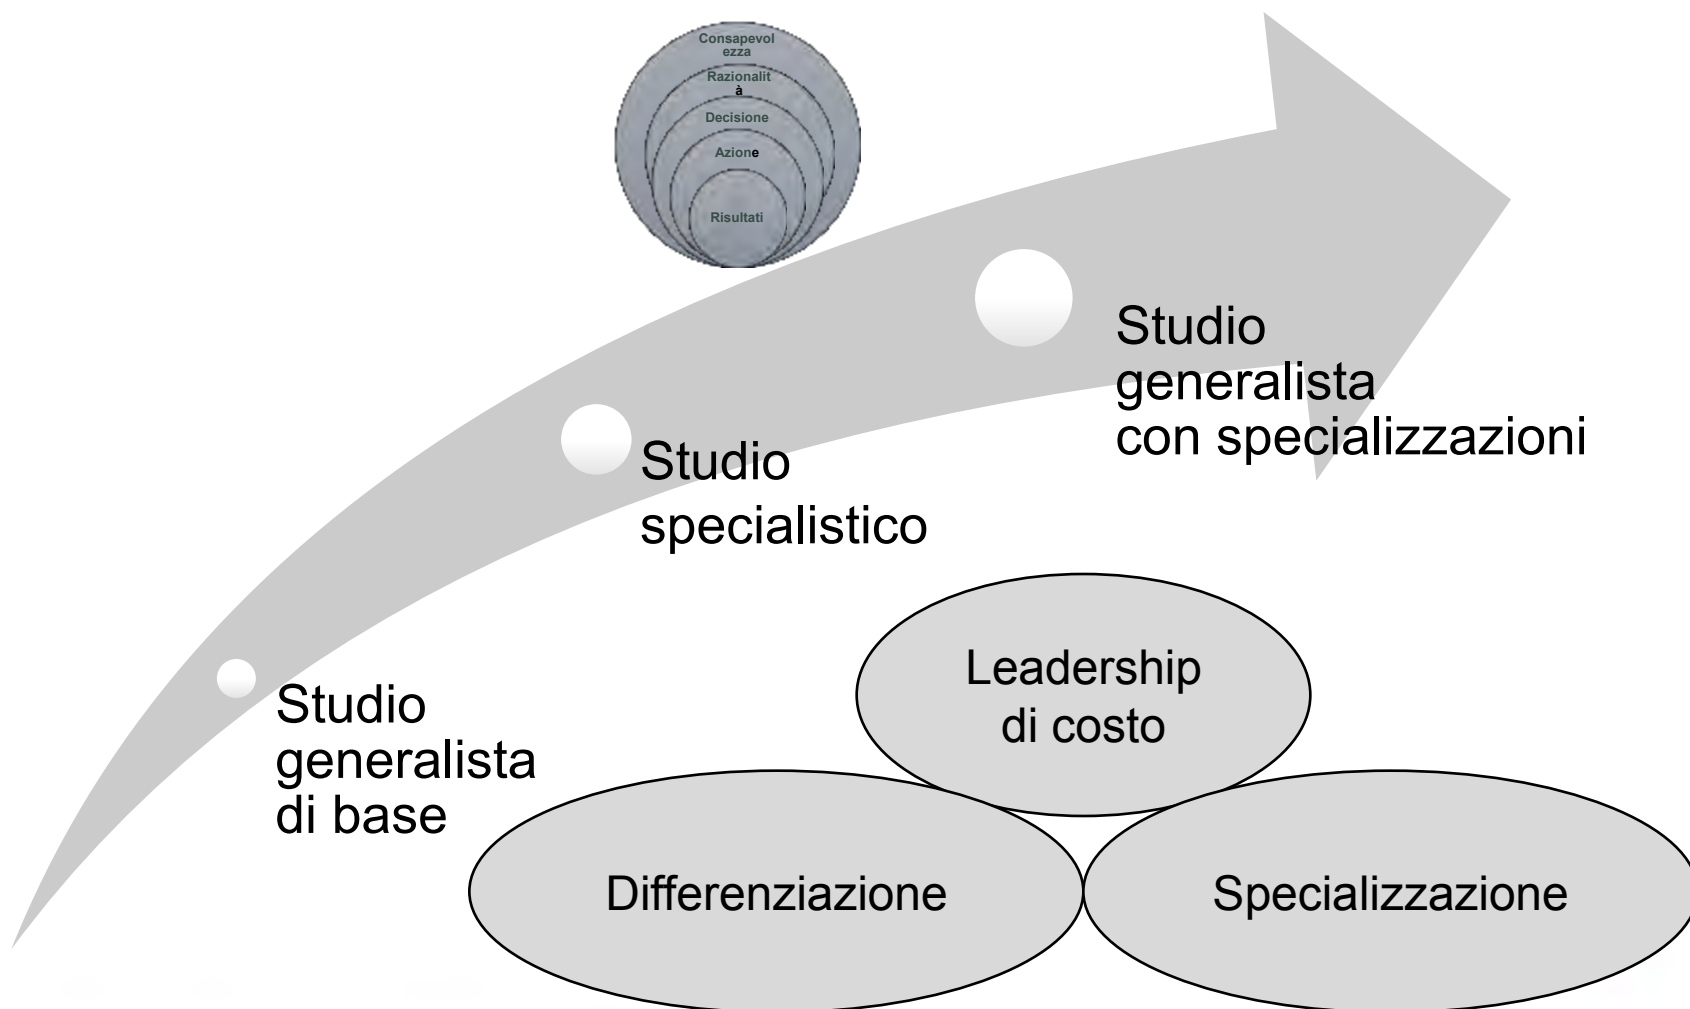 Consapevol
ezza
Razionalit
à
Decisione
Azione
Risultati
Studio
generalista
con specializzazioni
Studio
specialistico
Studio
generalista
di base
Leadership
di costo
Differenziazione
Specializzazione